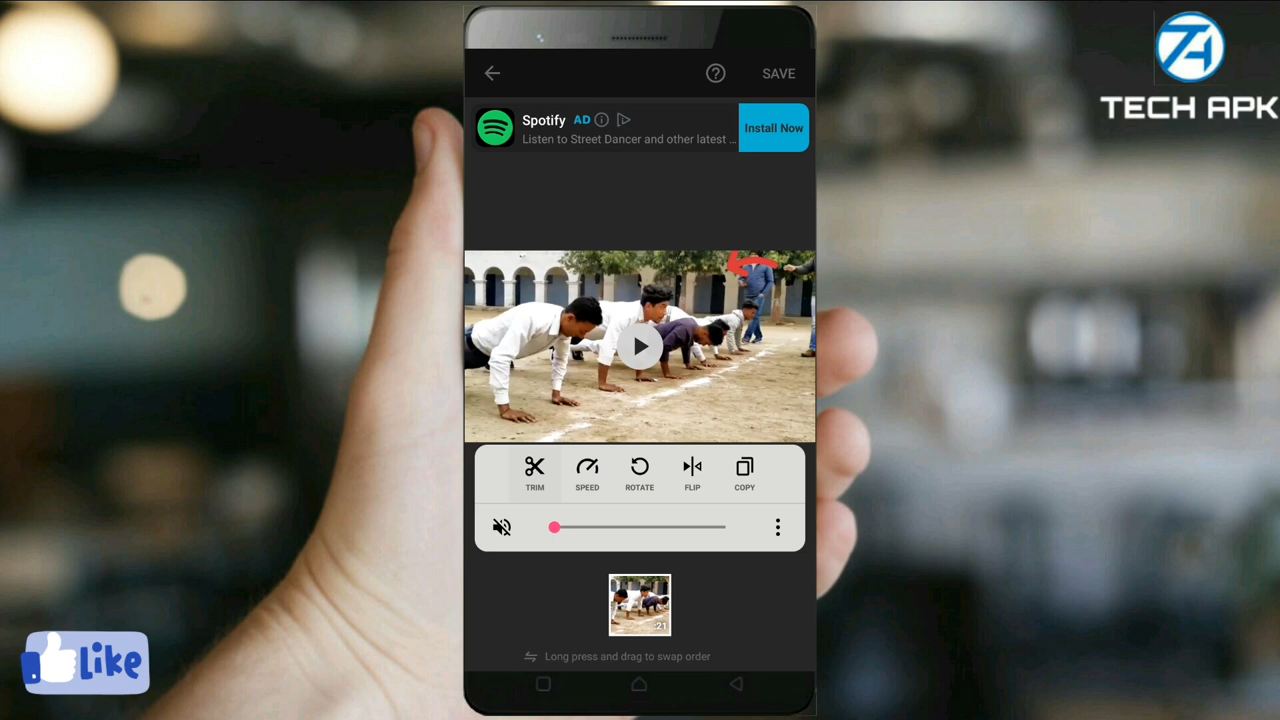 TECH APK
SAVE
Spotify AD
Listen to Street Dancer and other latest ...
Install Now
TRIM
SPEED
ROTATE
FLIP
COPY
:21
Long press and drag to swap order
Like